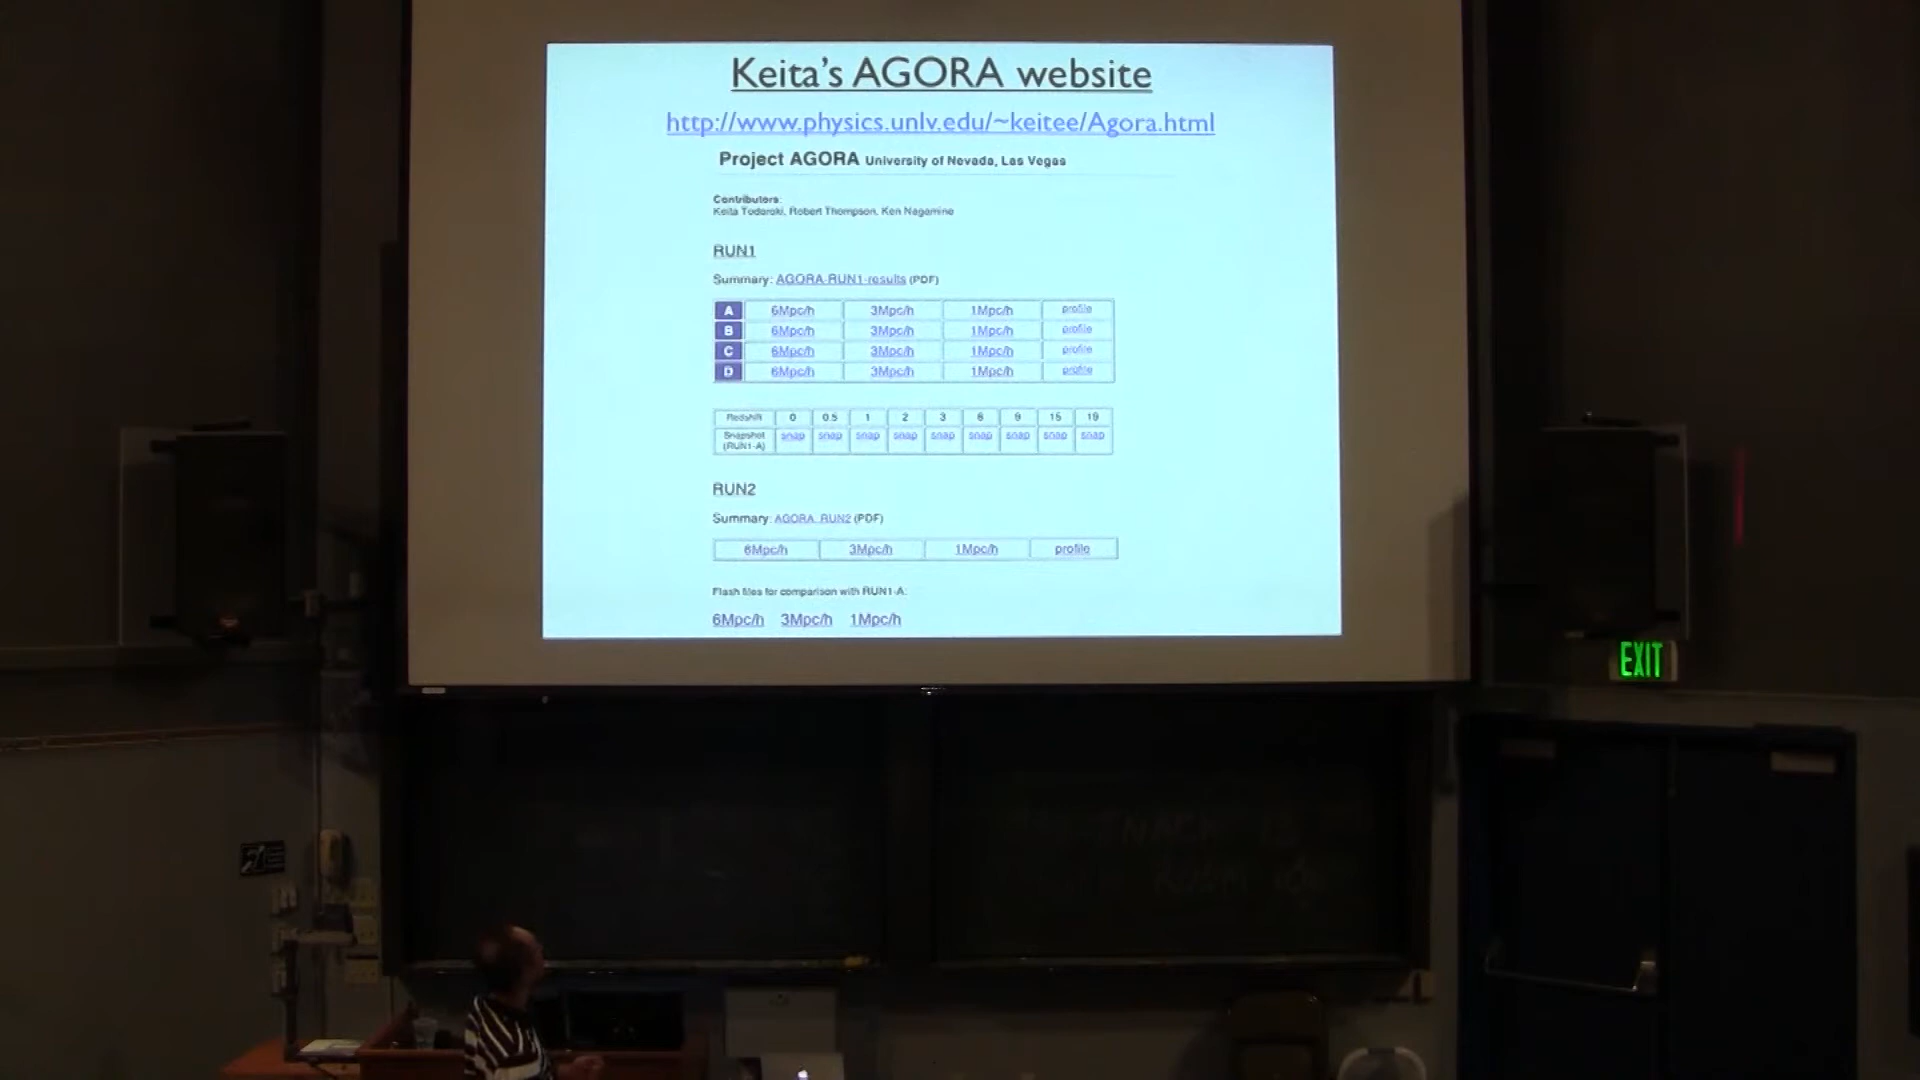 Keita's AGORA website
http://www.physics.unlv.edu/~keitee/Agora.html
Project AGORA University of Nevada, Las Vegas
Contributors:
Keita Todoroki, Robert Thompson, Ken Nagamine
RUN1
Summary: AGORA-RUN1-results (PDF)
A 6Mpc/h 3Mpc/h 1Mpc/h profile
B 6Mpc/h 3Mpc/h 1Mpc/h profile
C 6Mpc/h 3Mpc/h 1Mpc/h profile
D 6Mpc/h 3Mpc/h 1Mpc/h profile
Redshift 0 0.5 1 2 3 6 9 15 19
Snapshot snap snap snap snap snap snap snap snap snap
(RUN1-A)
RUN2
Summary: AGORA_RUN2 (PDF)
6Mpc/h 3Mpc/h 1Mpc/h profile
Flash files for comparison with RUN1-A:
6Mpc/h 3Mpc/h 1Mpc/h
EXIT